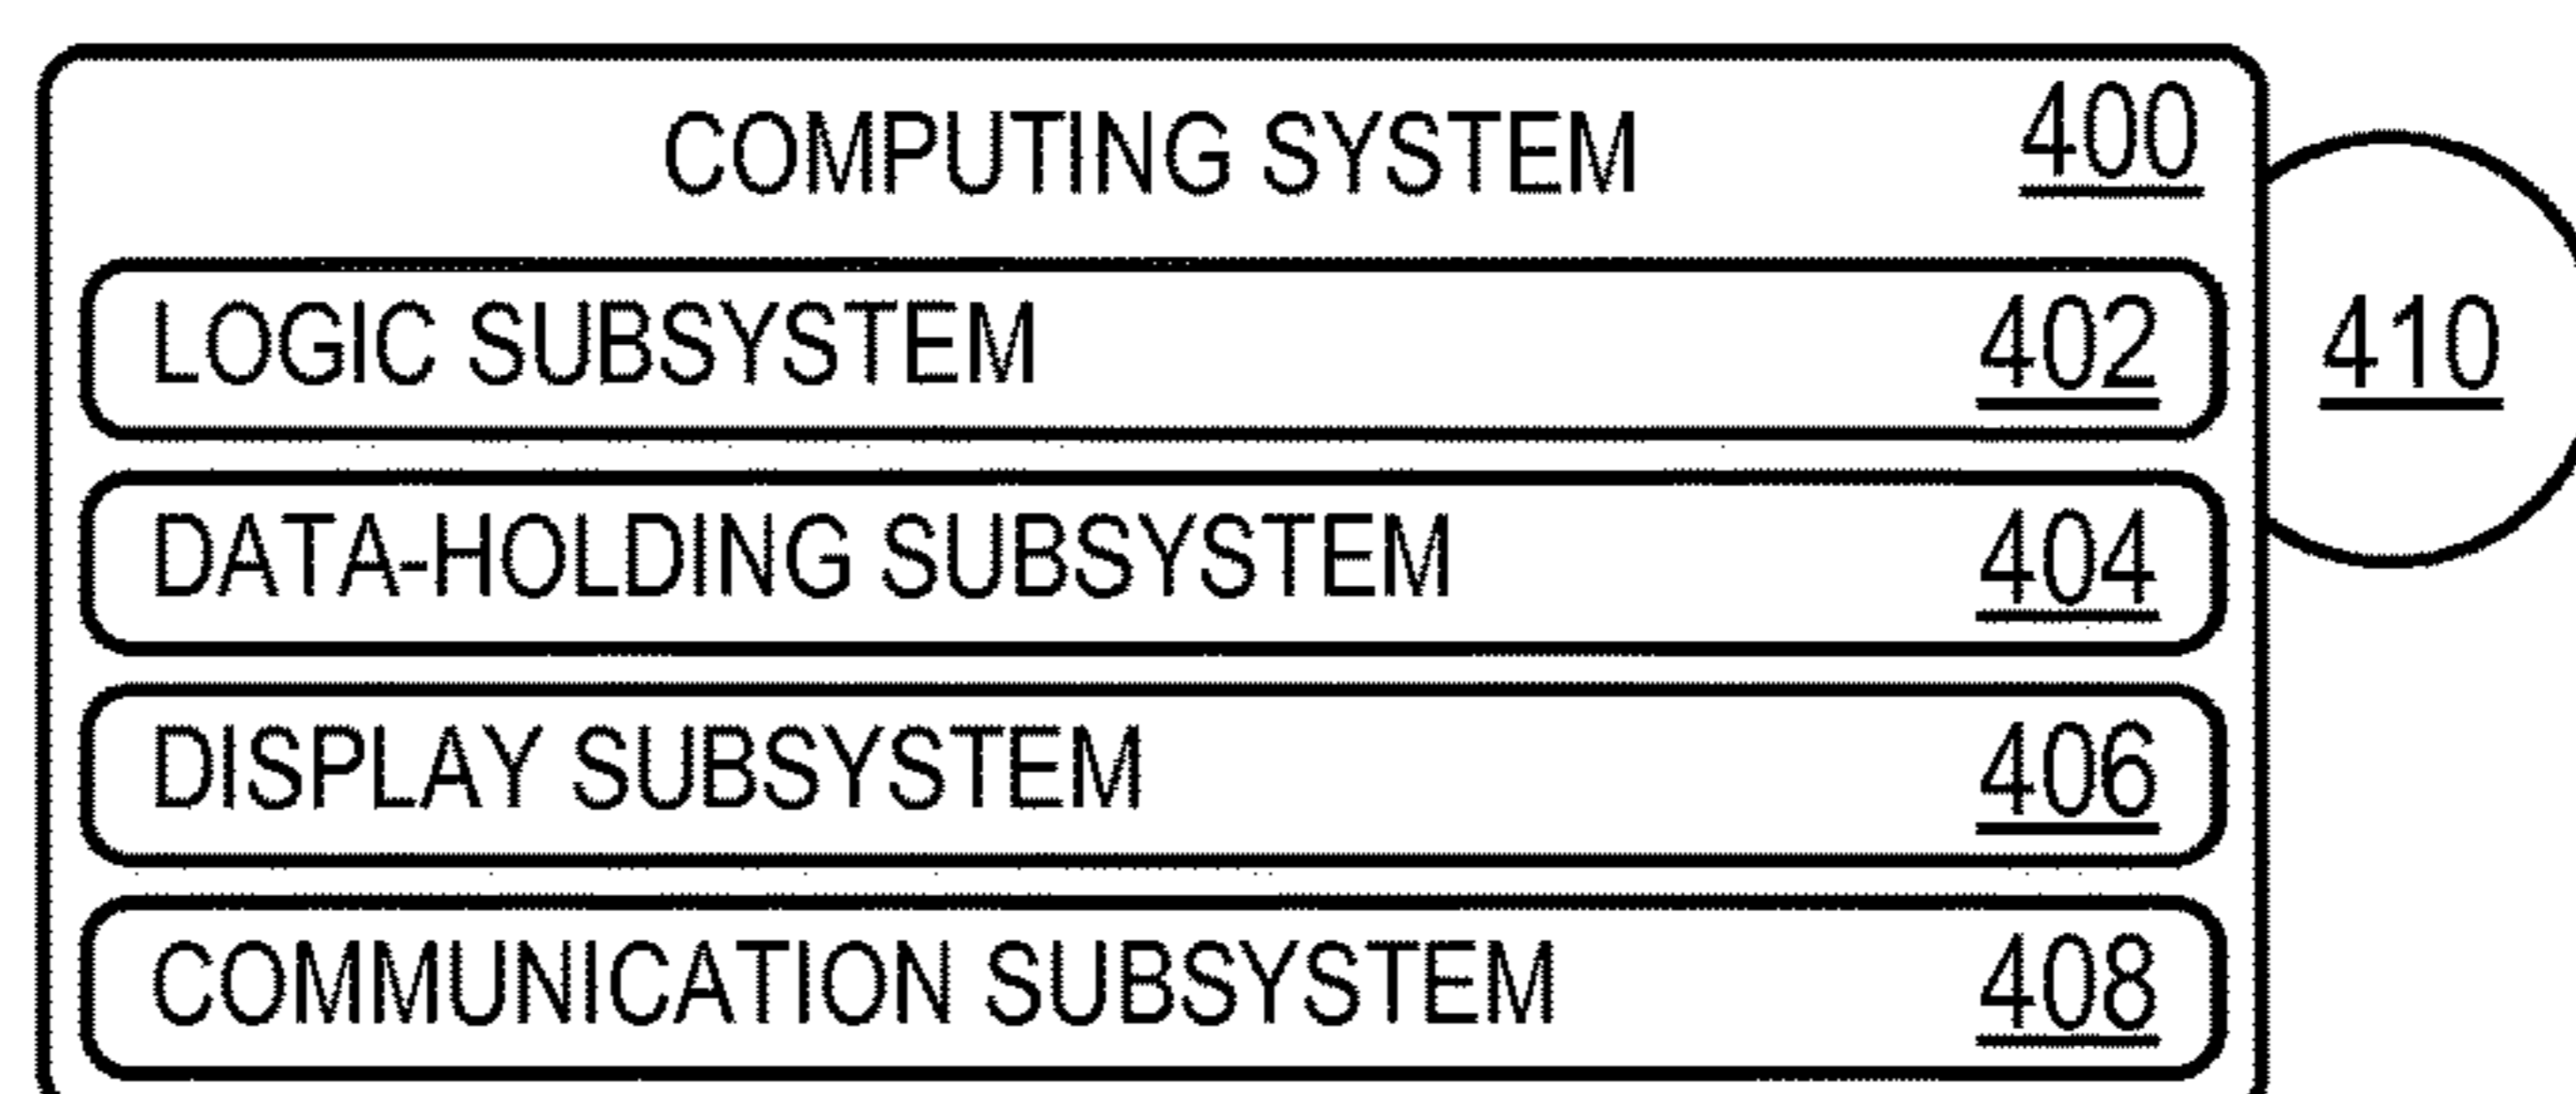 COMPUTING SYSTEM 400
LOGIC SUBSYSTEM 402
410
DATA-HOLDING SUBSYSTEM 404
DISPLAY SUBSYSTEM 406
COMMUNICATION SUBSYSTEM 408